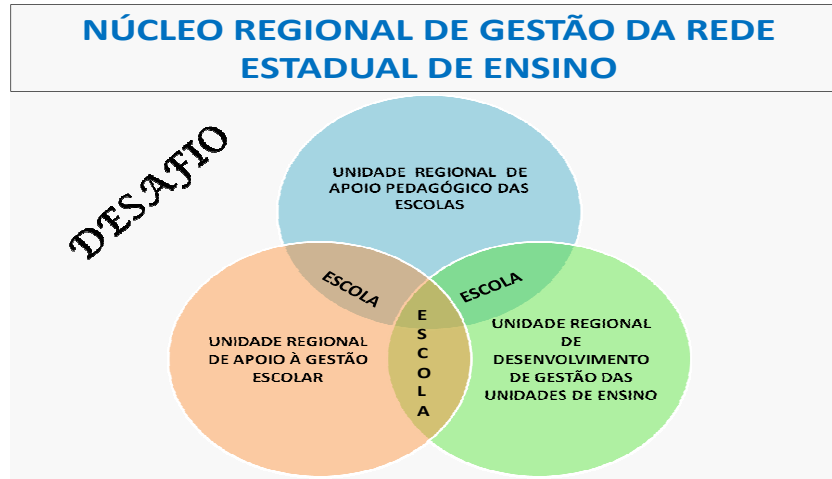 NÚCLEO REGIONAL DE GESTÃO DA REDE
ESTADUAL DE ENSINO
DESAFIO
UNIDADE REGIONAL DE
APOIO PEDAGÓGICO DAS
ESCOLAS
ESCOLA
ESCOLA
ESCOLA
UNIDADE REGIONAL
DE APOIO À GESTÃO
ESCOLAR
UNIDADE REGIONAL
DE
DESENVOLVIMENTO
DE GESTÃO DAS
UNIDADES DE ENSINO